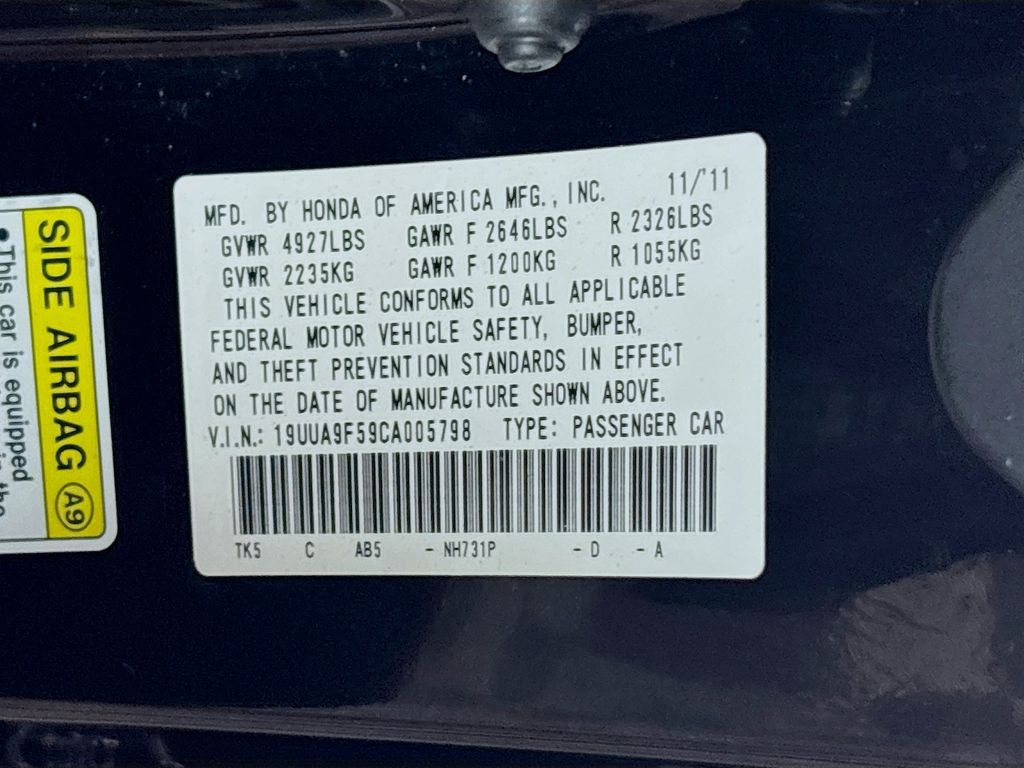 MFD. BY HONDA OF AMERICA MFG., INC. 11/'11
GVWR 4927LBS GAWR F 2646LBS R 2326LBS
GVWR 2235KG GAWR F 1200KG R 1055KG
THIS VEHICLE CONFORMS TO ALL APPLICABLE
FEDERAL MOTOR VEHICLE SAFETY, BUMPER,
AND THEFT PREVENTION STANDARDS IN EFFECT
ON THE DATE OF MANUFACTURE SHOWN ABOVE.
V.I.N.: 19UUA9F59CA005798 TYPE: PASSENGER CAR
TK5 C AB5 - NH731P - D - A
SIDE AIRBAG A9
•This car is equipped